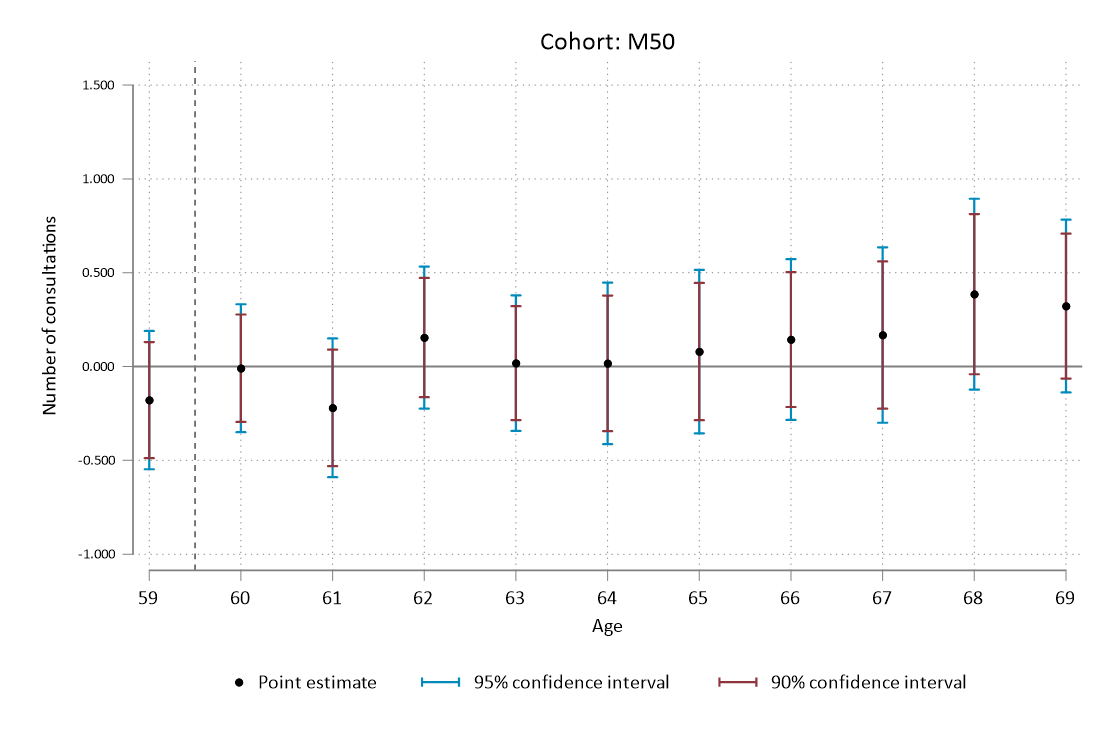 Cohort: M50
1.500
1.000
0.500
0.000
-0.500
-1.000
Number of consultations
59 60 61 62 63 64 65 66 67 68 69
Age
Point estimate 95% confidence interval 90% confidence interval